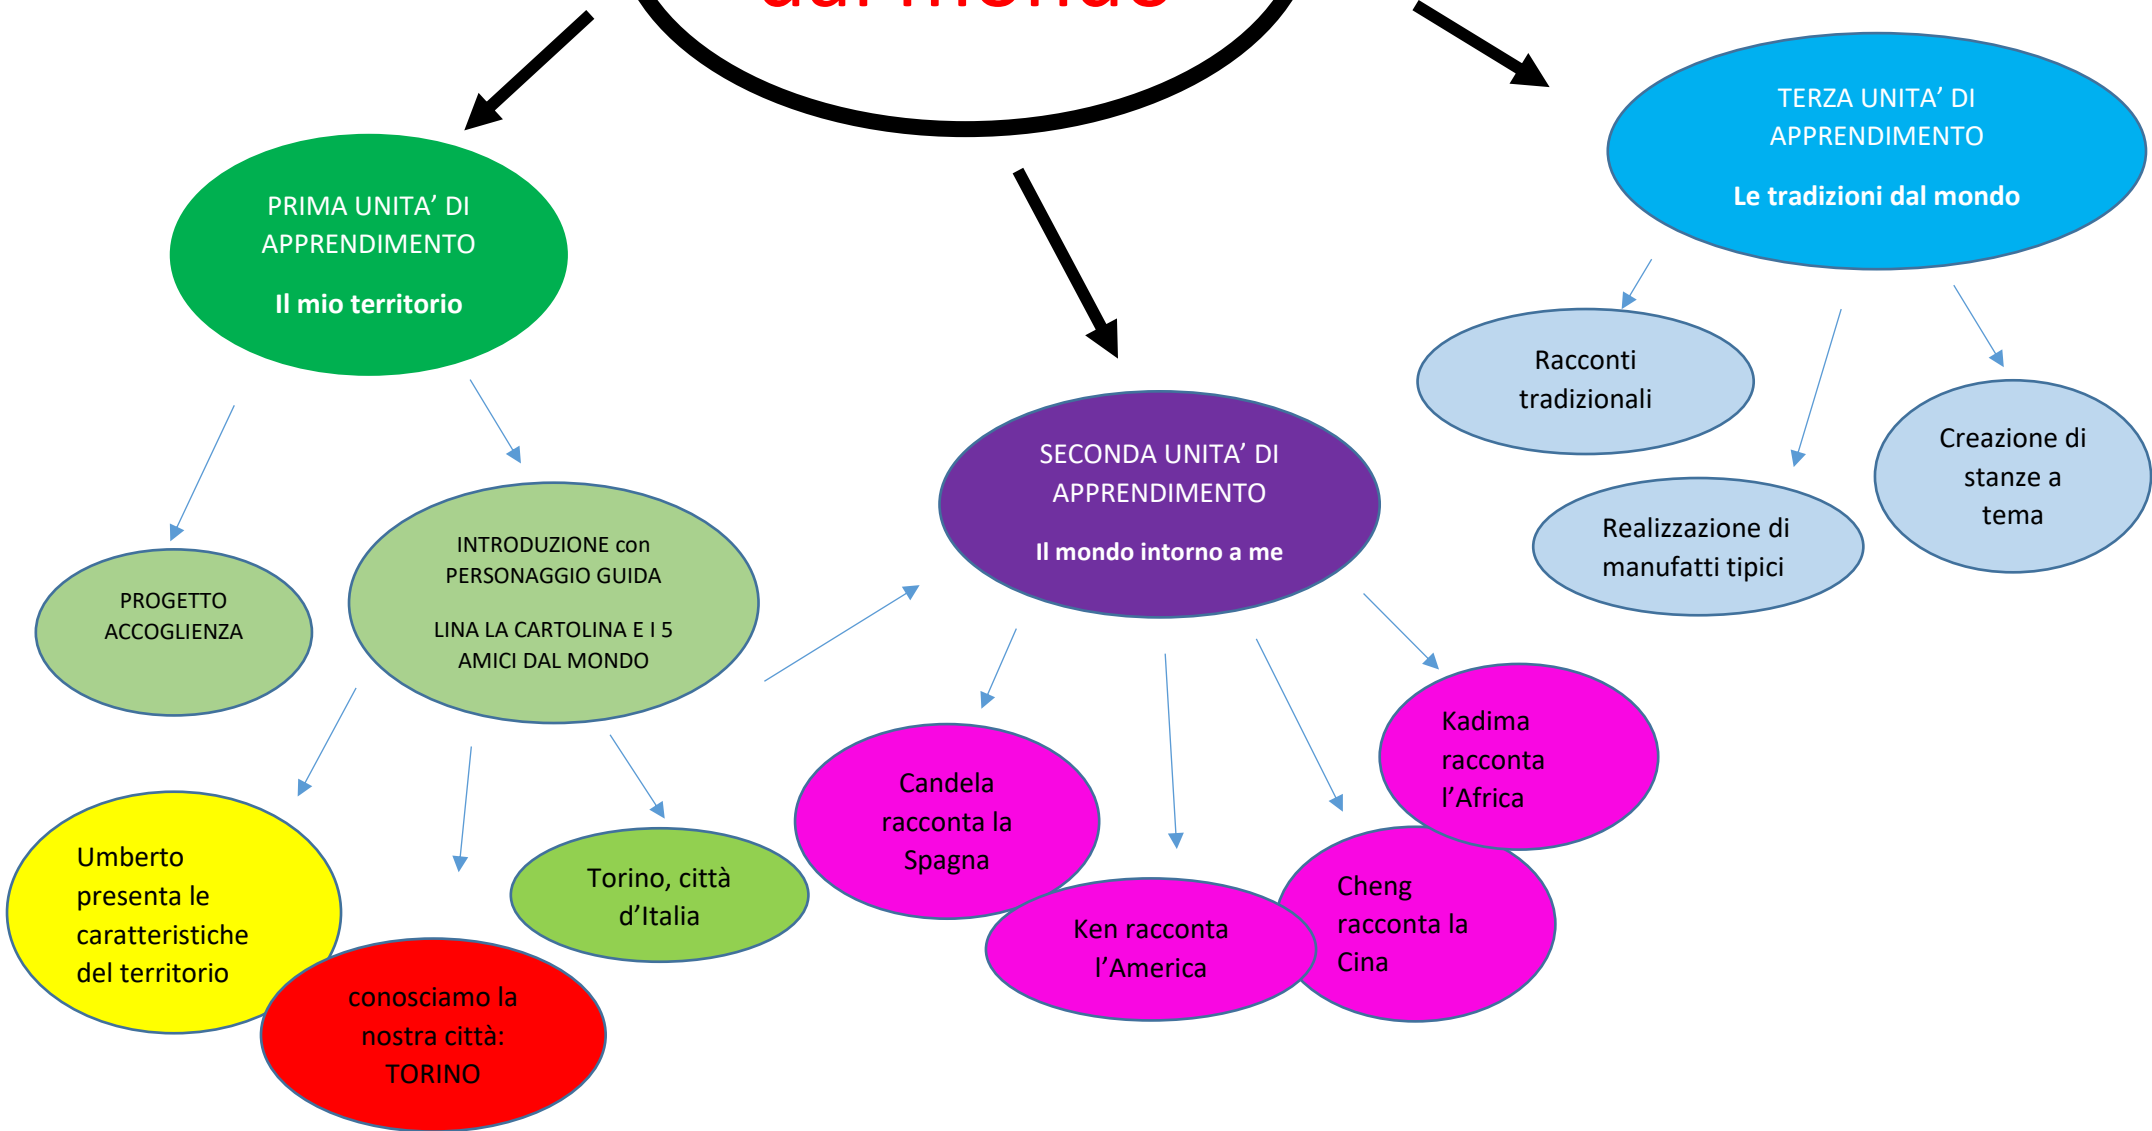 dal mondo
PRIMA UNITA’ DI
APPRENDIMENTO
Il mio territorio
PROGETTO
ACCOGLIENZA
INTRODUZIONE con
PERSONAGGIO GUIDA
LINA LA CARTOLINA E I 5
AMICI DAL MONDO
Umberto
presenta le
caratteristiche
del territorio
conosciamo la
nostra città:
TORINO
Torino, città
d’Italia
SECONDA UNITA’ DI
APPRENDIMENTO
Il mondo intorno a me
Candela
racconta la
Spagna
Ken racconta
l’America
Cheng
racconta la
Cina
Kadima
racconta
l’Africa
TERZA UNITA’ DI
APPRENDIMENTO
Le tradizioni dal mondo
Racconti
tradizionali
Realizzazione di
manufatti tipici
Creazione di
stanze a
tema